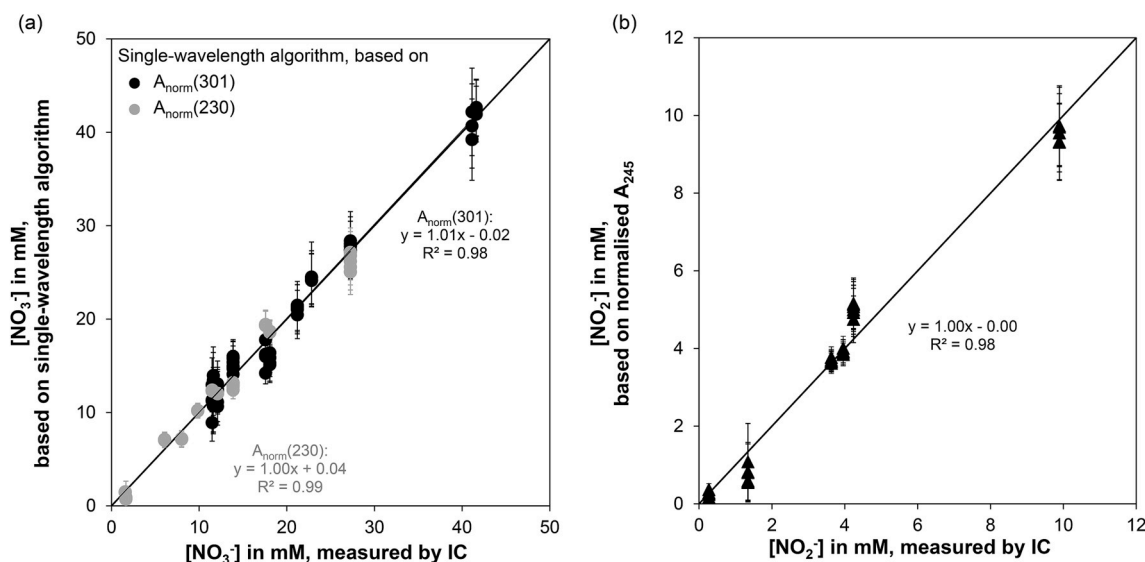 (a)
[NO₃⁻] in mM,
based on single-wavelength algorithm
50
40
30
20
10
0
Single-wavelength algorithm, based on
Aₙₒᵣₘ(301)
Aₙₒᵣₘ(230)
Aₙₒᵣₘ(301):
y = 1.01x - 0.02
R² = 0.98
Aₙₒᵣₘ(230):
y = 1.00x + 0.04
R² = 0.99
0 10 20 30 40 50
[NO₃⁻] in mM, measured by IC
(b)
[NO₂⁻] in mM,
based on normalised A₂₄₅
12
10
8
6
4
2
0
y = 1.00x - 0.00
R² = 0.98
0 2 4 6 8 10 12
[NO₂⁻] in mM, measured by IC